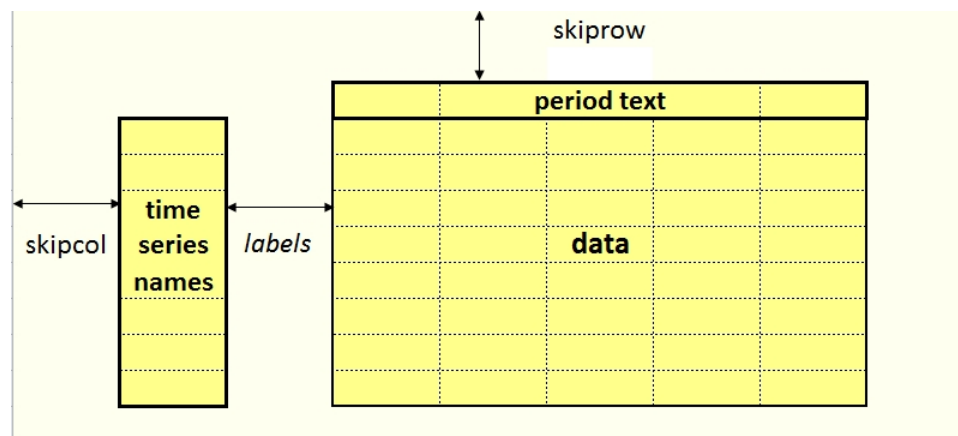 skiprow
period text
time
series
names
skipcol
labels
data